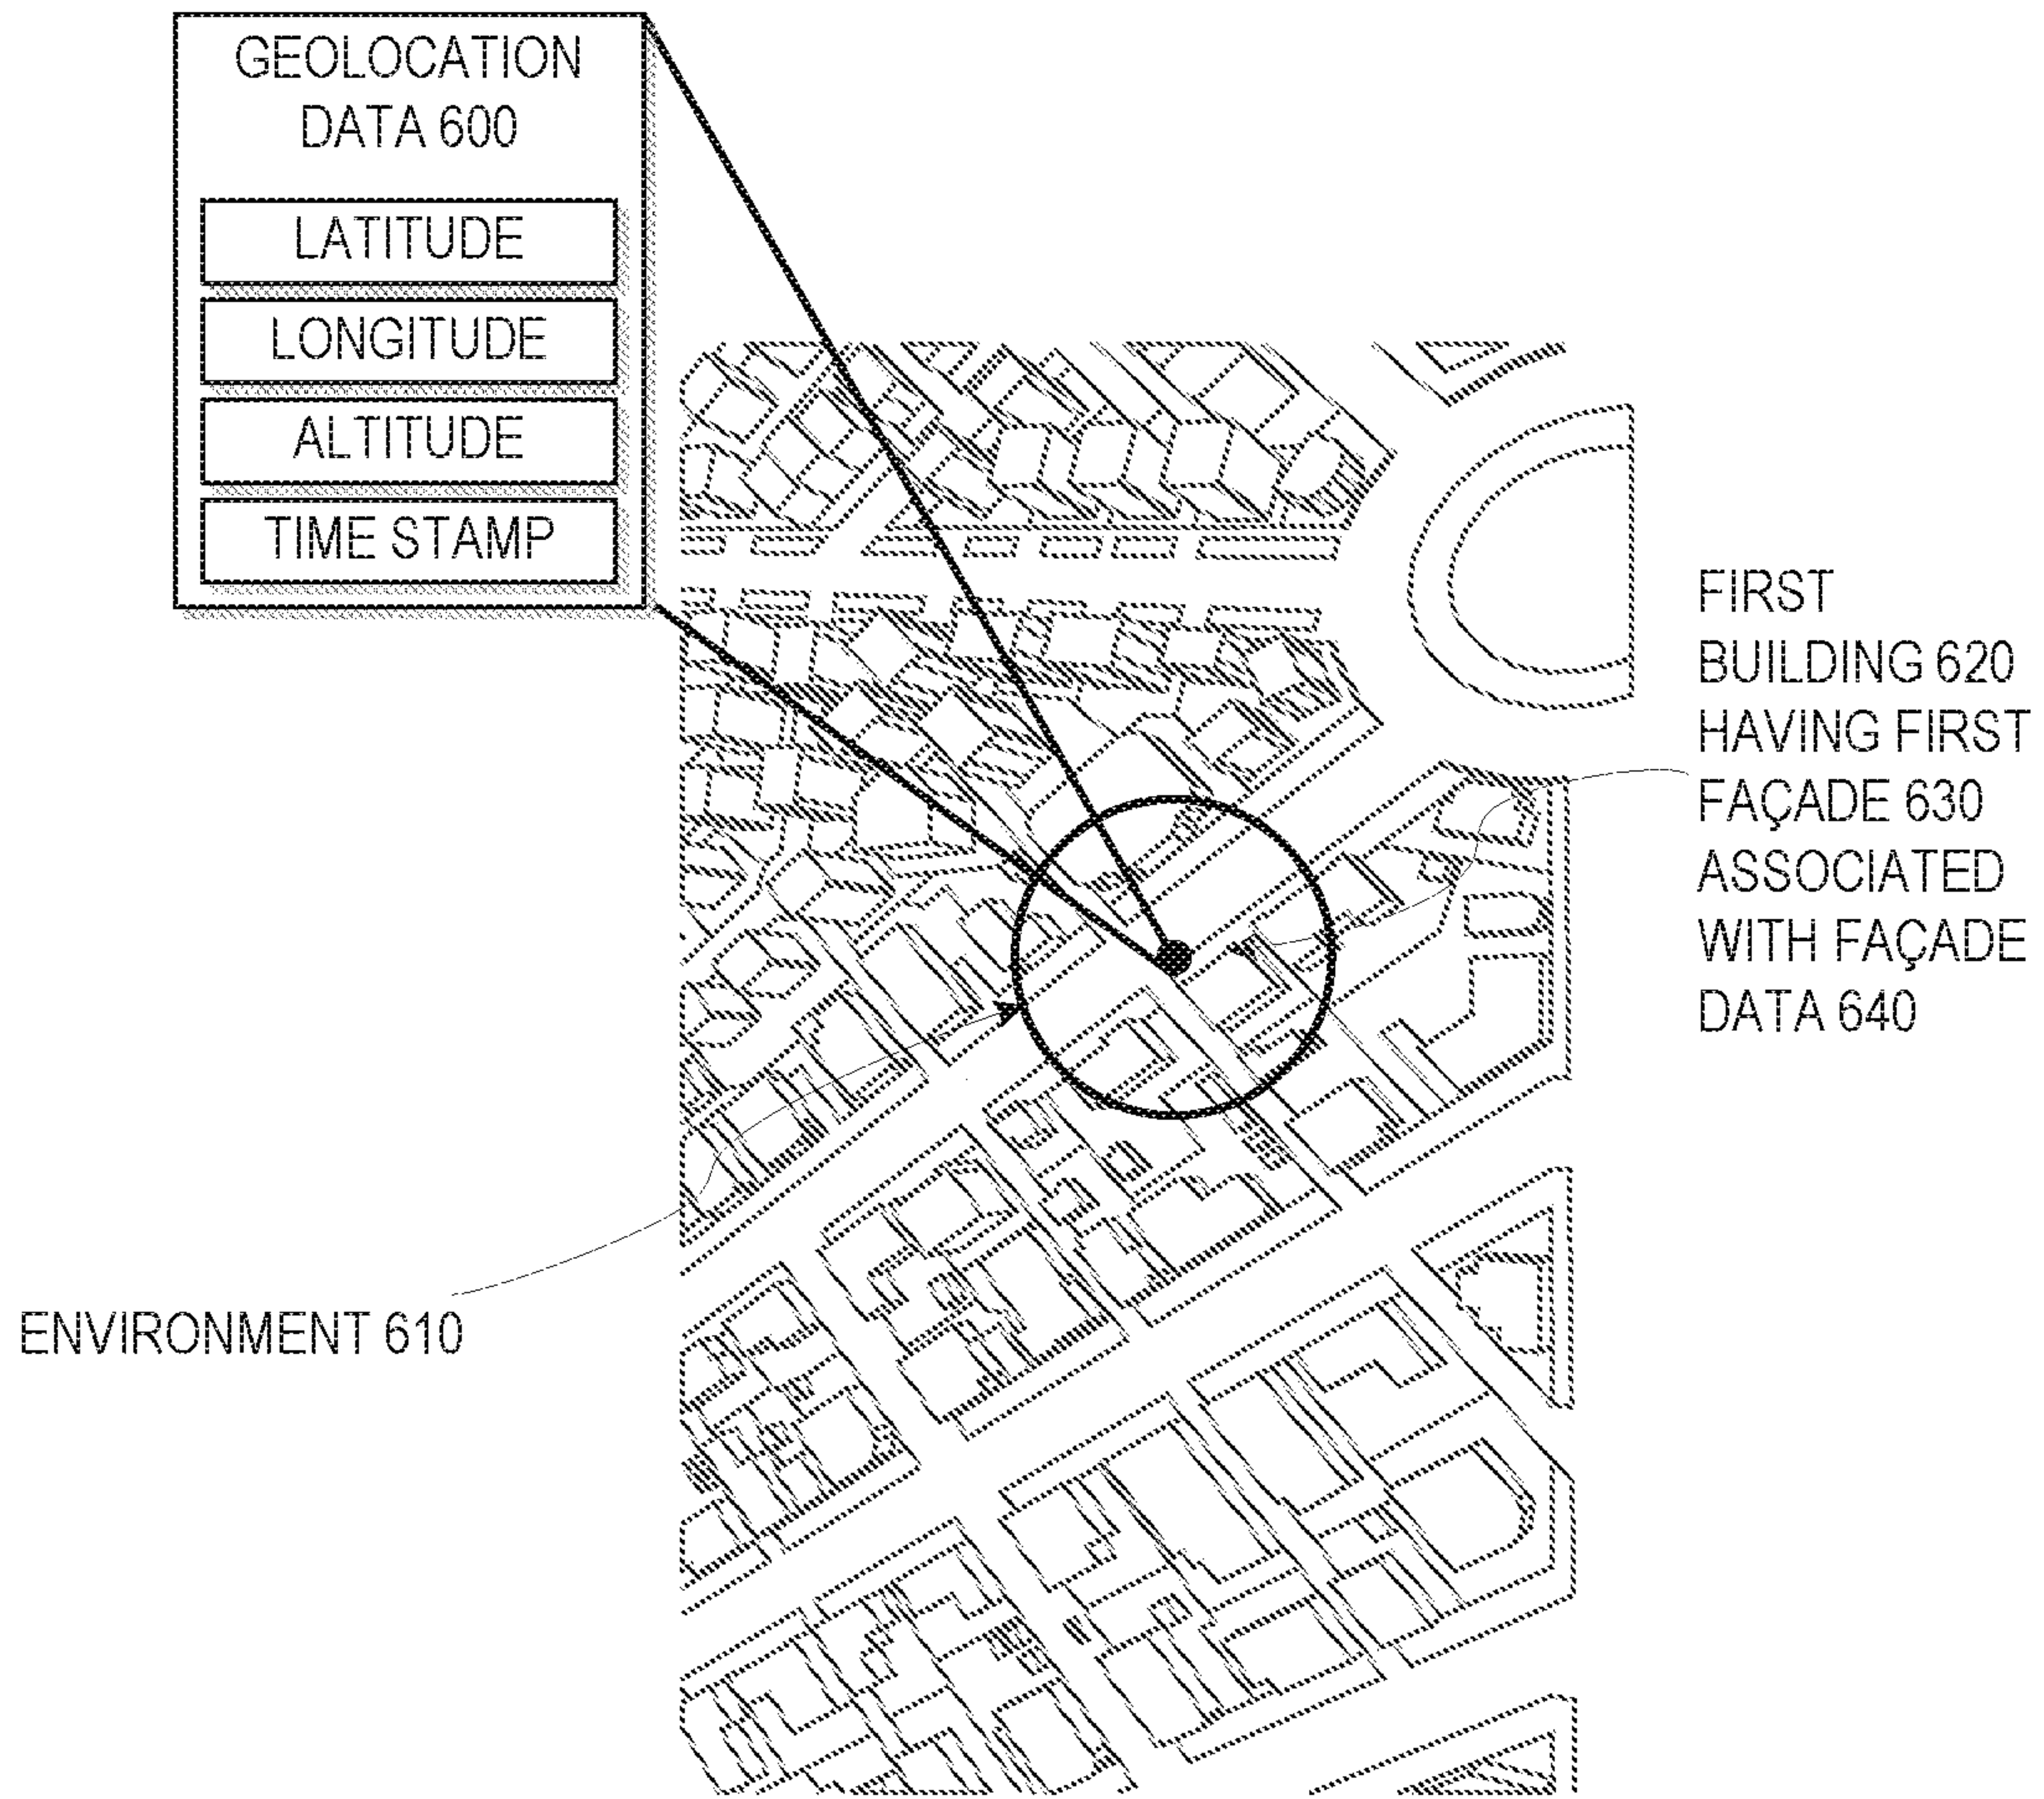 GEOLOCATION
DATA 600
LATITUDE
LONGITUDE
ALTITUDE
TIME STAMP
FIRST
BUILDING 620
HAVING FIRST
FAÇADE 630
ASSOCIATED
WITH FAÇADE
DATA 640
ENVIRONMENT 610